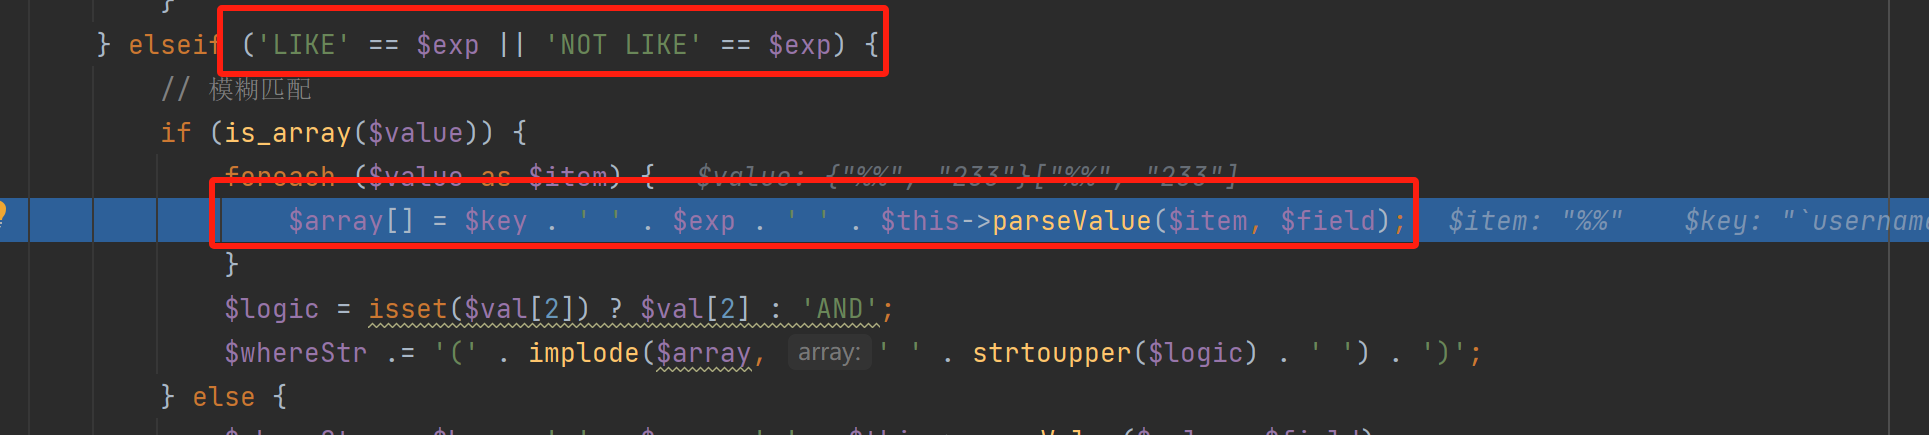 }
} elseif ('LIKE' == $exp || 'NOT LIKE' == $exp) {
// 模糊匹配
if (is_array($value)) {
foreach ($value as $item) { $value: {"%%", "233"}["%%", "233"]
$array[] = $key . ' ' . $exp . ' ' . $this->parseValue($item, $field); $item: "%%" $key: "`username
}
$logic = isset($val[2]) ? $val[2] : 'AND';
$whereStr .= '(' . implode($array, array: ' ' . strtoupper($logic) . ' ') . ')';
} else {